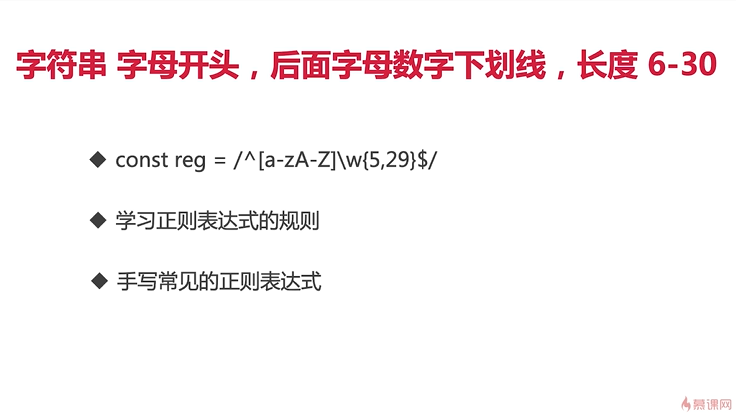 字符串 字母开头，后面字母数字下划线，长度 6-30
◆ const reg = /^[a-zA-Z]\w{5,29}$/
◆ 学习正则表达式的规则
◆ 手写常见的正则表达式
慕课网